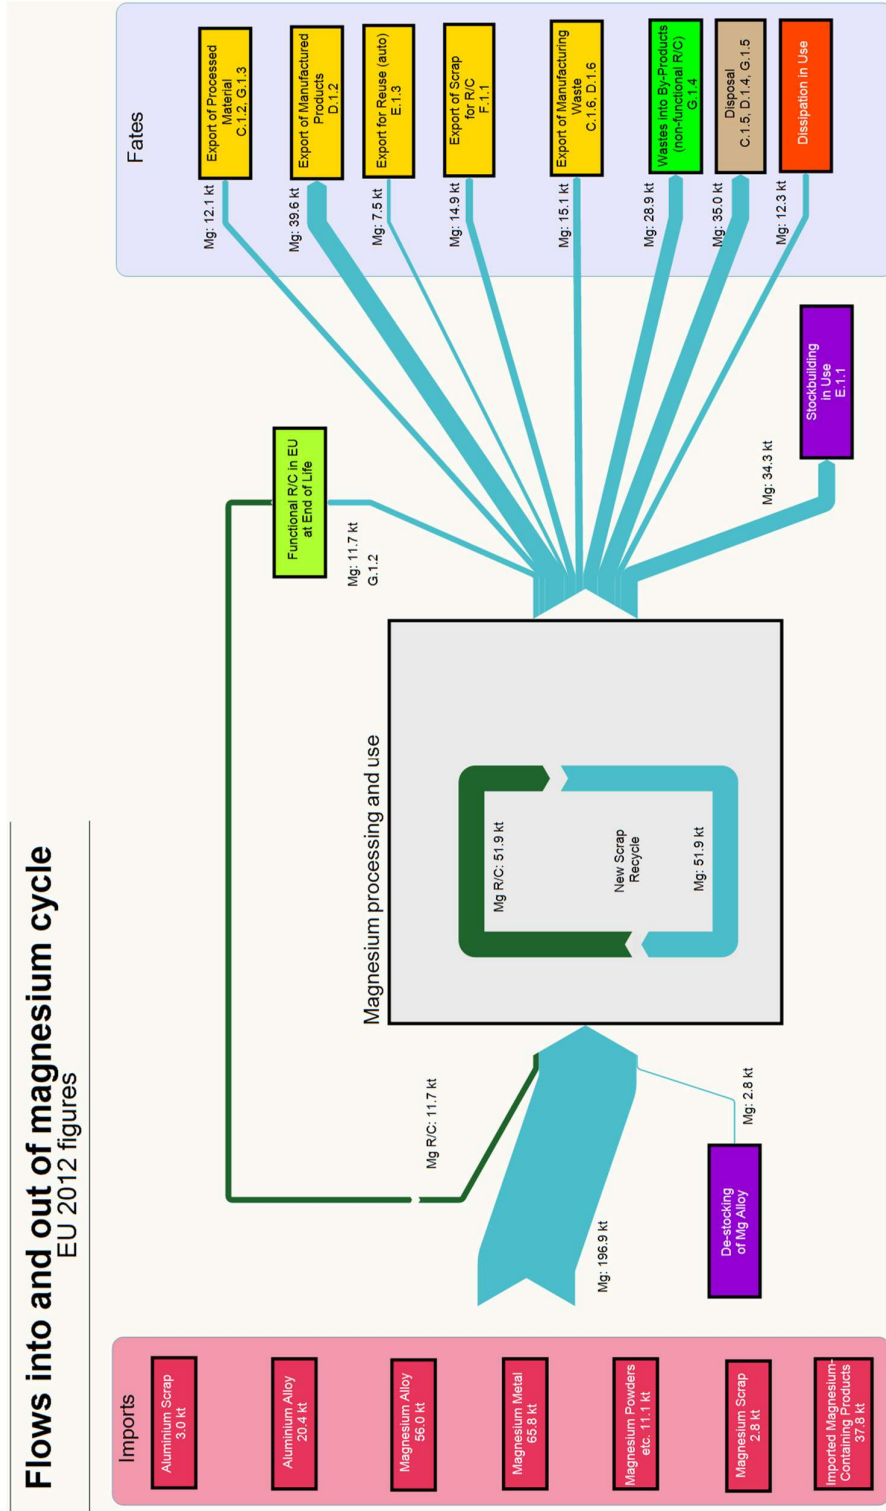 Flows into and out of magnesium cycle
EU 2012 figures
Imports
Aluminium Scrap
3.0 kt
Aluminium Alloy
20.4 kt
Magnesium Alloy
56.0 kt
Magnesium Metal
65.8 kt
Magnesium Powders
etc. 11.1 kt
Magnesium Scrap
2.8 kt
Imported Magnesium-
Containing Products
37.8 kt
Mg: 196.9 kt
Mg R/C: 11.7 kt
De-stocking
of Mg Alloy
Mg: 2.8 kt
Magnesium processing and use
Mg R/C: 51.9 kt
New Scrap
Recycle
Mg: 51.9 kt
Functional R/C in EU
at End of Life
Mg: 11.7 kt
G.1.2
Mg: 34.3 kt
Stockbuilding
in Use
E.1.1
Fates
Mg: 12.1 kt
Export of Processed
Material
C.1.2, G.1.3
Mg: 39.6 kt
Export of Manufactured
Products
D.1.2
Mg: 7.5 kt
Export for Reuse (auto)
E.1.3
Mg: 14.9 kt
Export of Scrap
for R/C
F.1.1
Mg: 15.1 kt
Export of Manufacturing
Waste
C.1.6, D.1.6
Mg: 28.9 kt
Wastes into By-Products
(non-functional R/C)
G.1.4
Mg: 35.0 kt
Disposal
C.1.5, D.1.4, G.1.5
Mg: 12.3 kt
Dissipation in Use